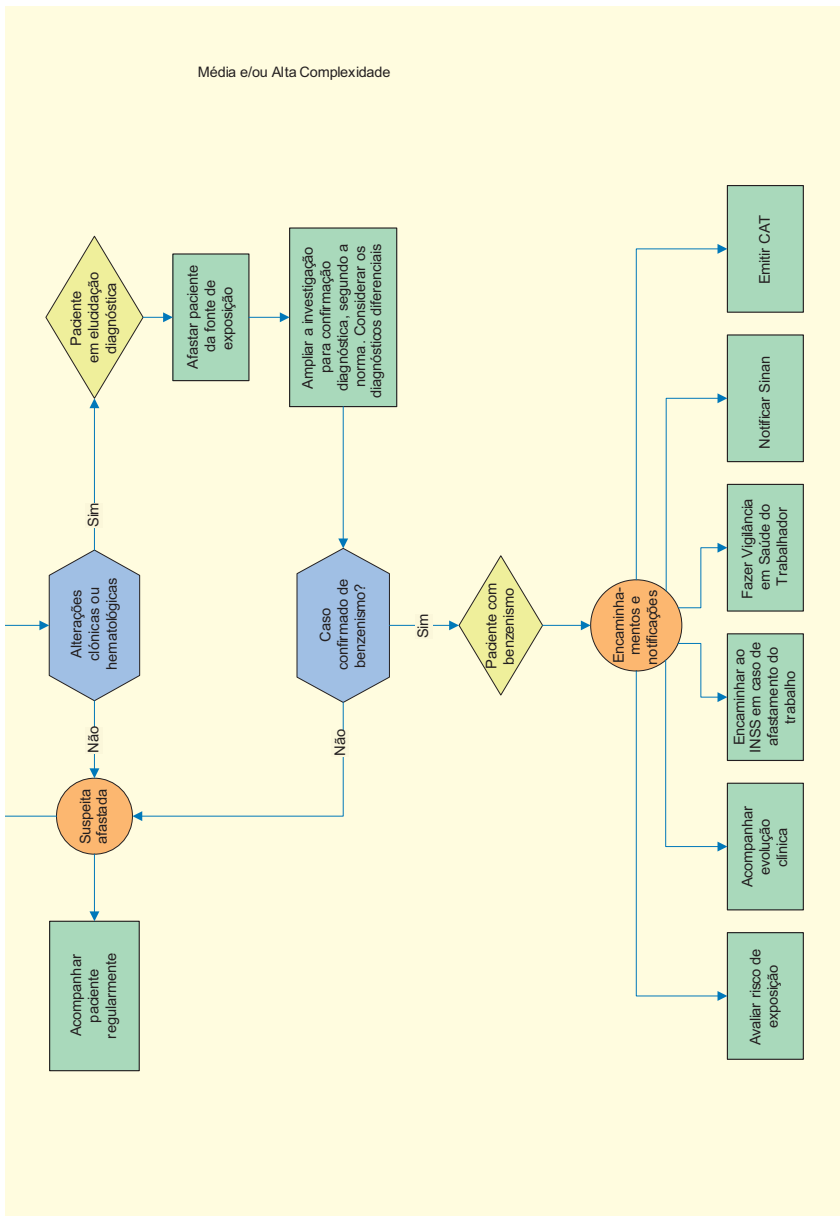 Média e/ou Alta Complexidade
Alterações
clónicas ou
hematológicas
Sim
Paciente
em elucidação
diagnóstica
Afastar paciente
da fonte de
exposição
Ampliar a investigação
para confirmação
diagnóstica, segundo a
norma . Considerar os
diagnósticos diferenciais
Não
Suspeita
afastada
Acompanhar
paciente
regularmente
Caso
confirmado de
benzenismo?
Não
Sim
Paciente com
benzenismo
Encaminha-
mentos e
notificações
Avaliar risco de
exposição
Acompanhar
evolução
clínica
Encaminhar ao
INSS em caso de
afastamento do
trabalho
Fazer Vigilância
em Saúde do
Trabalhador
Notificar Sinan
Emitir CAT